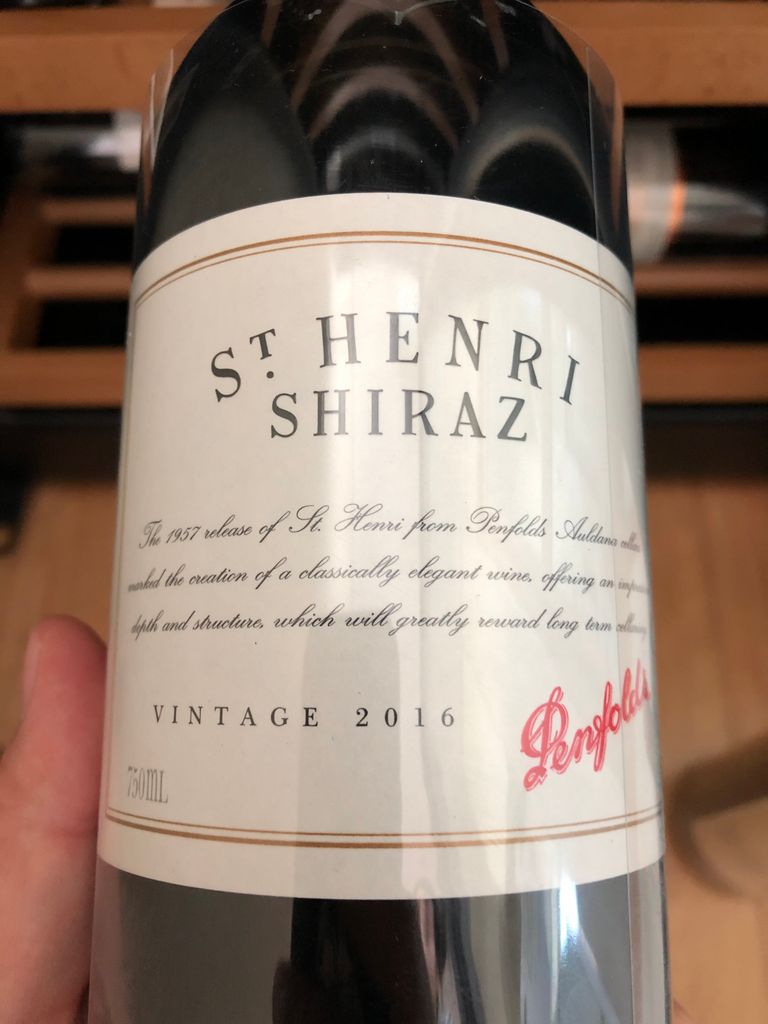 ST. HENRI
SHIRAZ
The 1957 release of St. Henri from Penfolds Auldana
marked the creation of a classically elegant wine, offering an
depth and structure, which will greatly reward long term
VINTAGE 2016
Penfolds
750ML